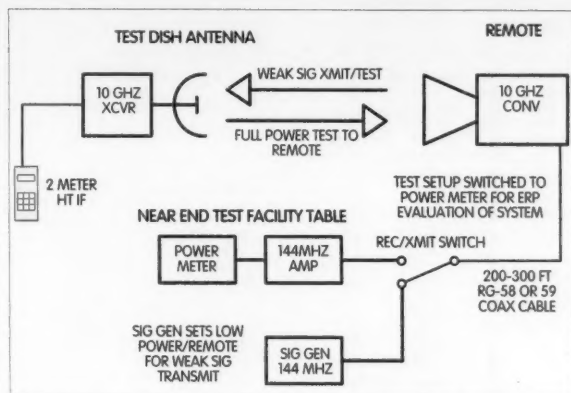 TEST DISH ANTENNA
REMOTE
WEAK SIG XMIT/TEST
10 GHZ
XCVR
10 GHZ
CONV
FULL POWER TEST TO
REMOTE
2 METER
HT IF
TEST SETUP SWITCHED TO
POWER METER FOR ERP
EVALUATION OF SYSTEM
NEAR END TEST FACILITY TABLE
REC/XMIT SWITCH
POWER
METER
144MHZ
AMP
200-300 FT
RG-58 OR 59
COAX CABLE
SIG GEN SETS LOW
POWER/REMOTE
FOR WEAK SIG
TRANSMIT
SIG GEN
144 MHZ